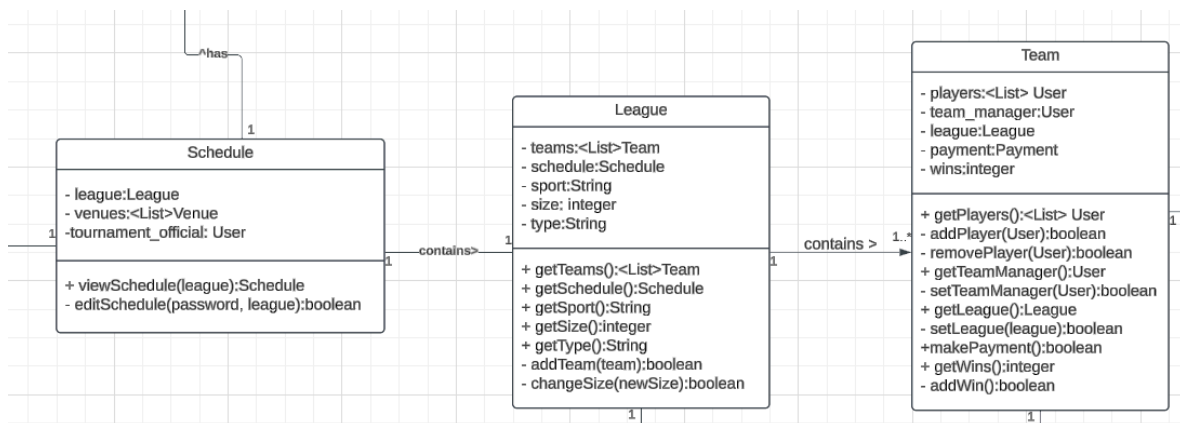 ^has
1
Schedule
- league:League
- venues:<List>Venue
-tournament_official: User
+ viewSchedule(league):Schedule
- editSchedule(password, league):boolean
1
1
contains>
1
League
- teams:<List>Team
- schedule:Schedule
- sport:String
- size: integer
- type:String
+ getTeams():<List>Team
+ getSchedule():Schedule
+ getSport():String
+ getSize():integer
+ getType():String
- addTeam(team):boolean
- changeSize(newSize):boolean
1
1
contains >
1..*
Team
- players:<List> User
- team_manager:User
- league:League
- payment:Payment
- wins:integer
+ getPlayers():<List> User
- addPlayer(User):boolean
- removePlayer(User):boolean
+ getTeamManager():User
- setTeamManager(User):boolean
+ getLeague():League
- setLeague(league):boolean
+makePayment():boolean
+ getWins():integer
- addWin():boolean
1
1